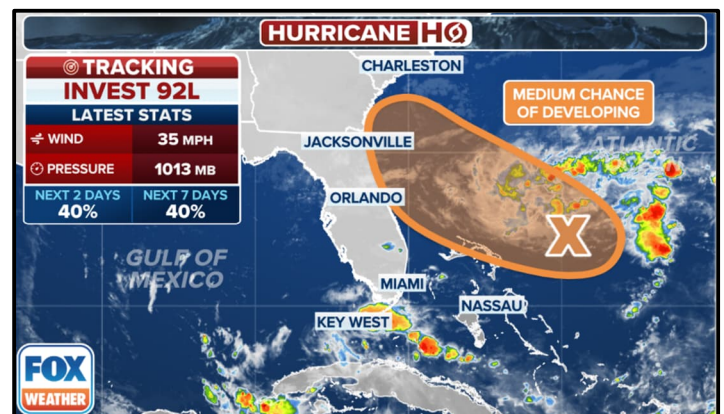 HURRICANE HQ
TRACKING
INVEST 92L
LATEST STATS
WIND 35 MPH
PRESSURE 1013 MB
NEXT 2 DAYS NEXT 7 DAYS
40% 40%
CHARLESTON
MEDIUM CHANCE
OF DEVELOPING
JACKSONVILLE
ATLANTIC
ORLANDO
X
GULF OF
MEXICO
MIAMI
NASSAU
KEY WEST
FOX
WEATHER